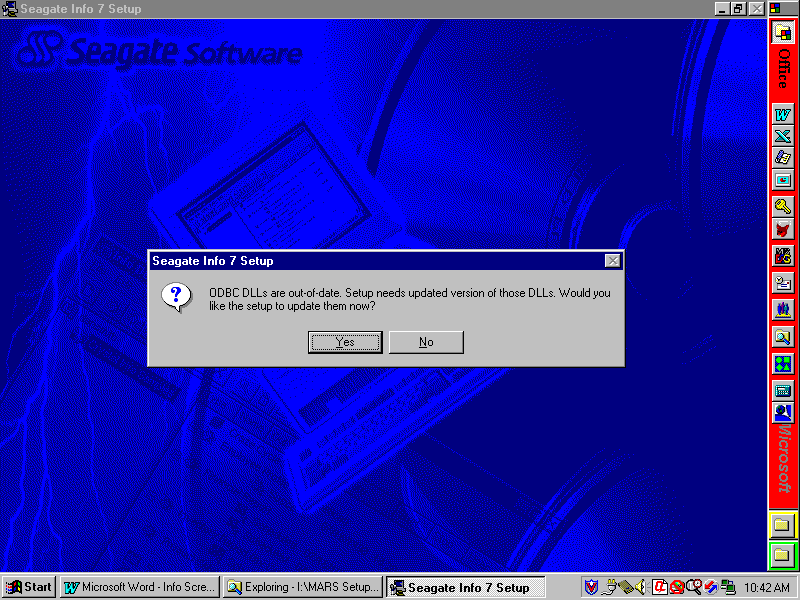 Seagate Info 7 Setup
Seagate Software
Office
Seagate Info 7 Setup
ODBC DLLs are out-of-date. Setup needs updated version of those DLLs. Would you
like the setup to update them now?
Yes
No
Microsoft
Start
Microsoft Word - Info Scre...
Exploring - I:\MARS Setup...
Seagate Info 7 Setup
10:42 AM